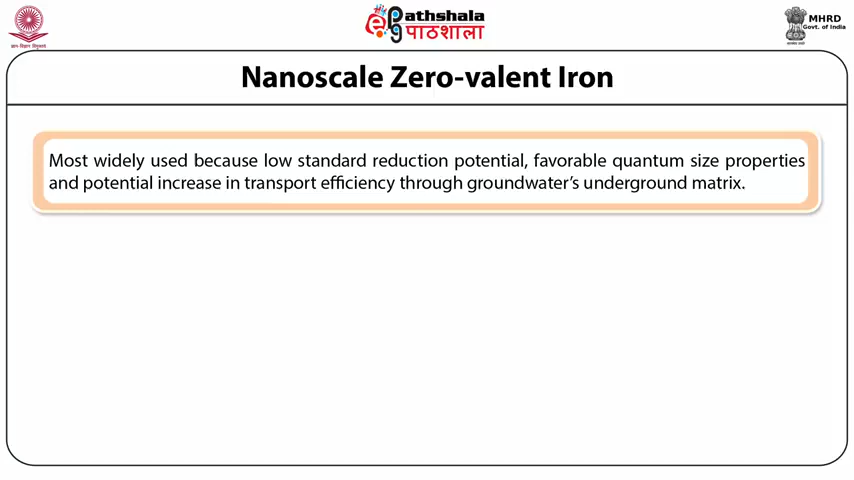 ePathshala
पाठशाला
MHRD
Govt. of India
Nanoscale Zero-valent Iron
Most widely used because low standard reduction potential, favorable quantum size properties
and potential increase in transport efficiency through groundwater’s underground matrix.